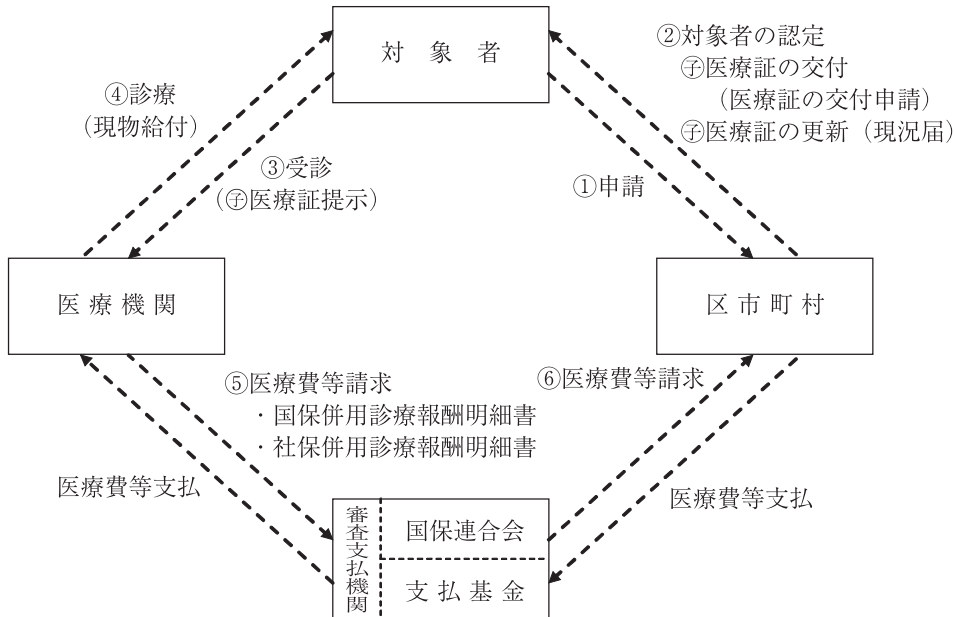 対象者
②対象者の認定
㋙医療証の交付
（医療証の交付申請）
㋙医療証の更新（現況届）
④診療
（現物給付）
③受診
（㋙医療証提示）
①申請
医療機関
区市町村
⑤医療費等請求
・国保併用診療報酬明細書
・社保併用診療報酬明細書
⑥医療費等請求
医療費等支払
医療費等支払
審査支払機関
国保連合会
支払基金